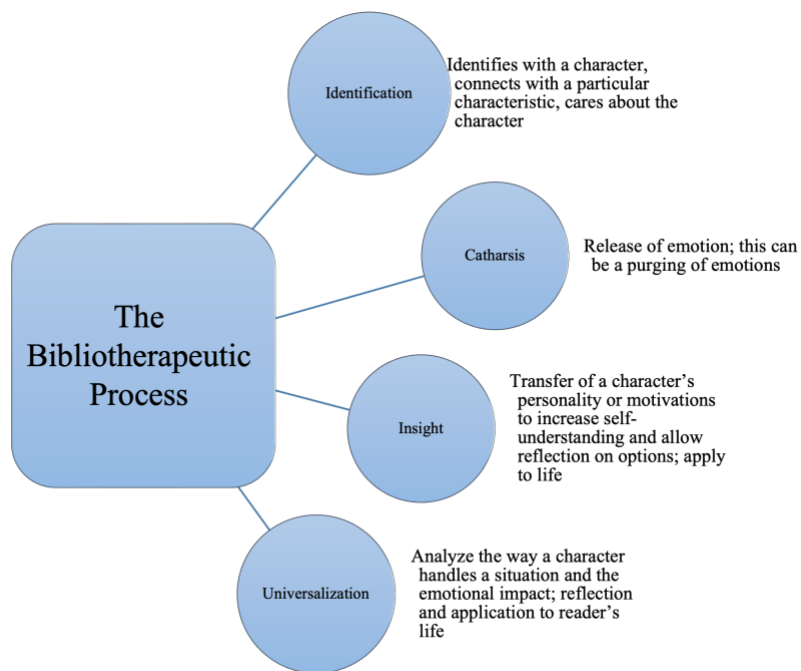 Identification
Identifies with a character,
connects with a particular
characteristic, cares about the
character
Catharsis
Release of emotion; this can
be a purging of emotions
The
Bibliotherapeutic
Process
Insight
Transfer of a character's
personality or motivations
to increase self-
understanding and allow
reflection on options; apply
to life
Universalization
Analyze the way a character
handles a situation and the
emotional impact; reflection
and application to reader's
life